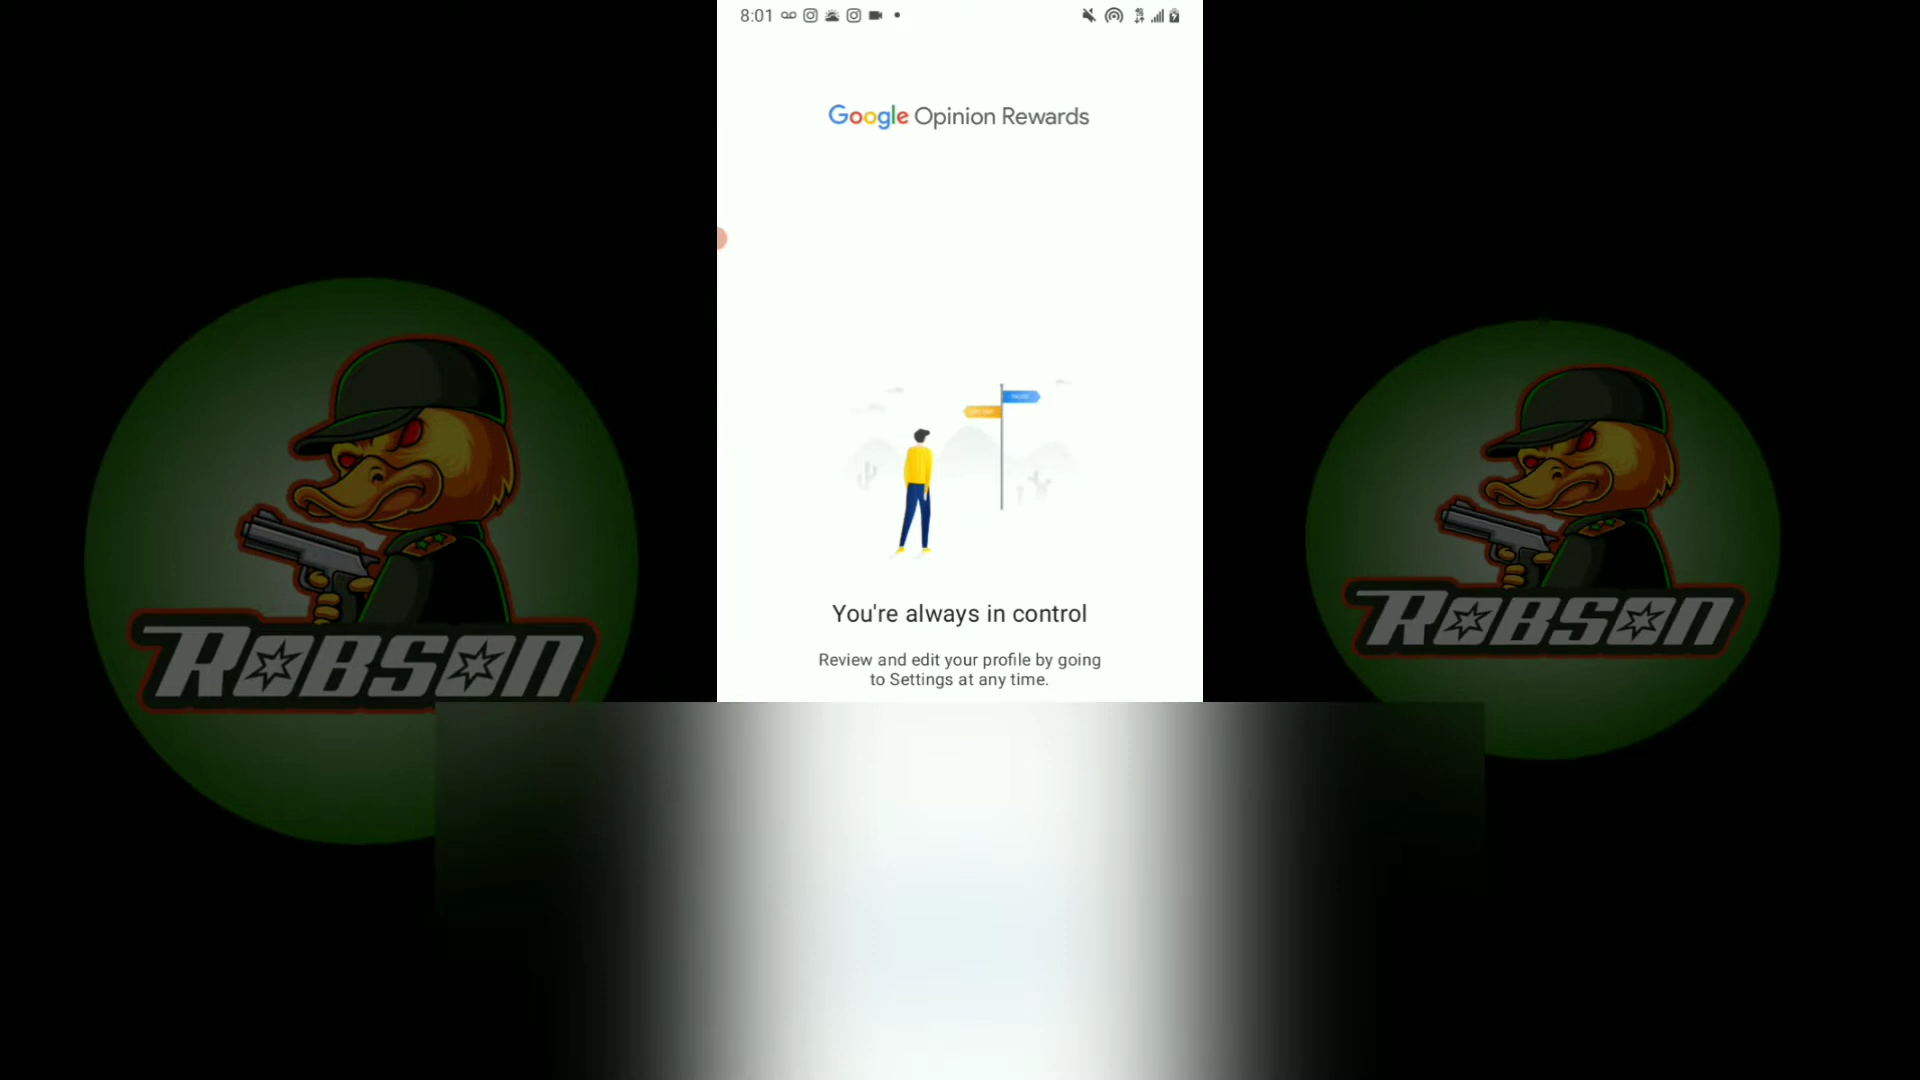 8:01
Google Opinion Rewards
You're always in control
Review and edit your profile by going
to Settings at any time.
ROBSON
ROBSON